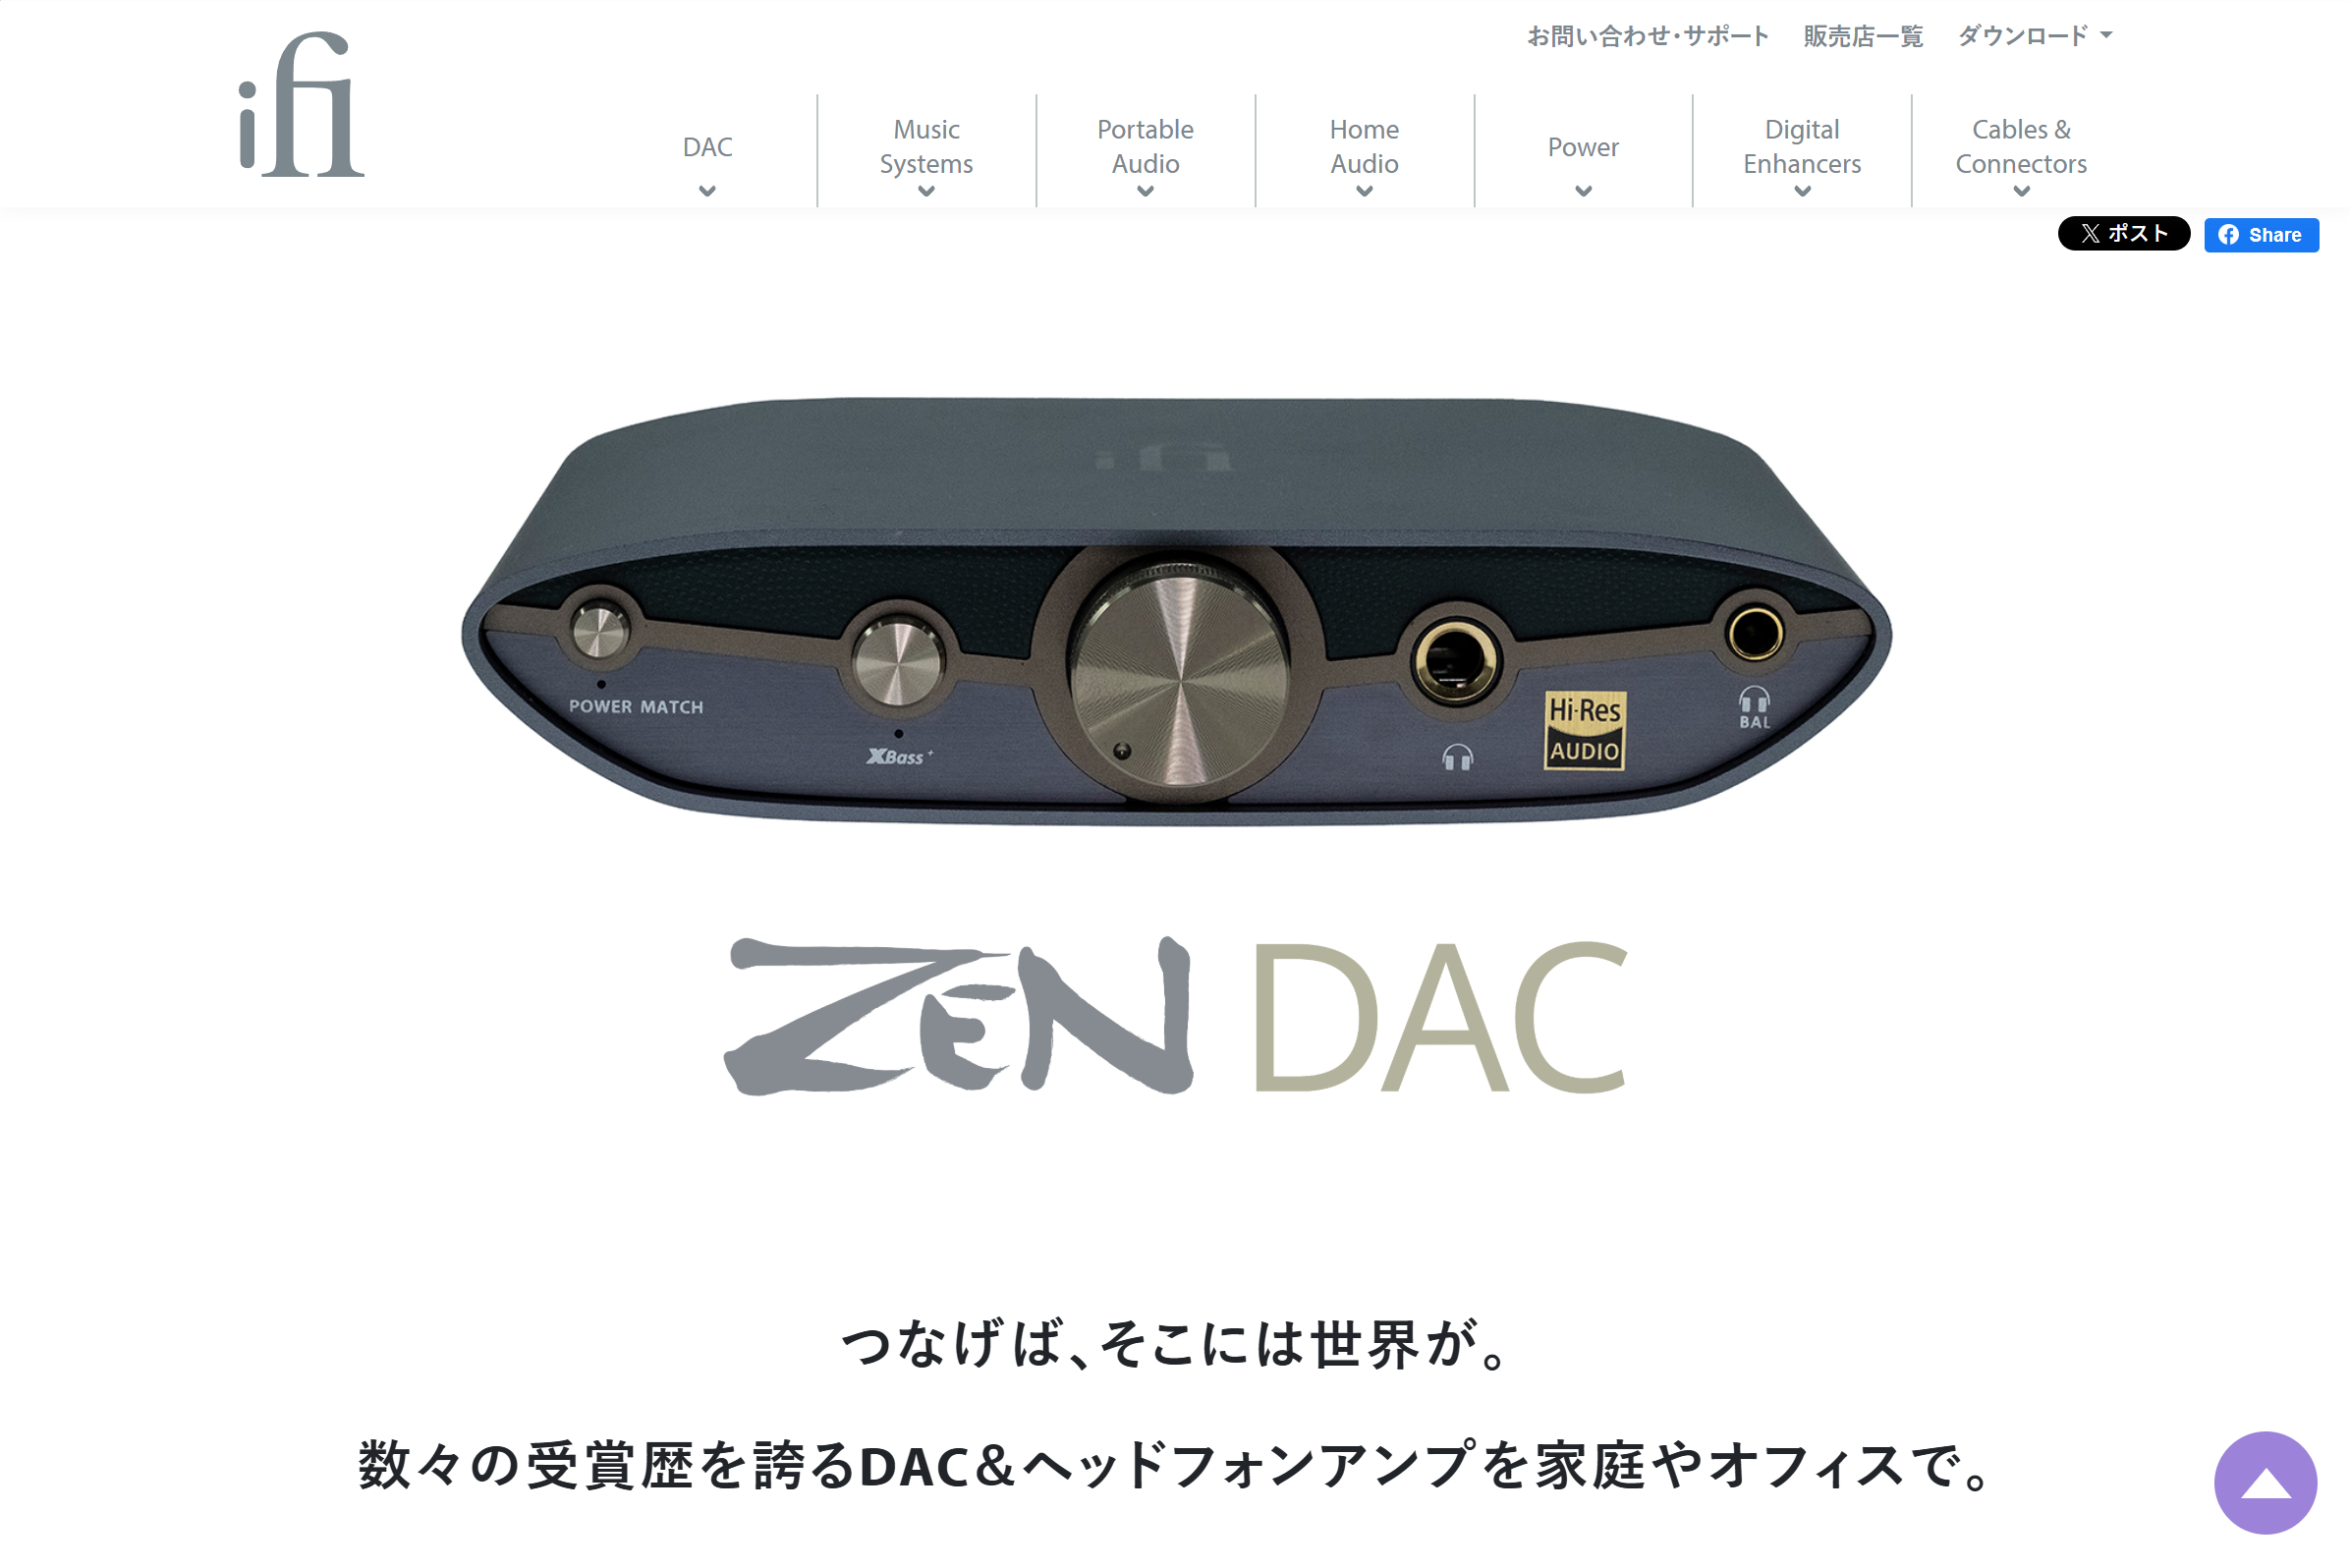 ifi
お問い合わせ・サポート 販売店一覧 ダウンロード
DAC
Music
Systems
Portable
Audio
Home
Audio
Power
Digital
Enhancers
Cables &
Connectors
ポスト
Share
ifi
POWER MATCH
XBass+
Hi-Res
AUDIO
BAL
ZEN DAC
つなげば、そこには世界が。
数々の受賞歴を誇るDAC＆ヘッドフォンアンプを家庭やオフィスで。